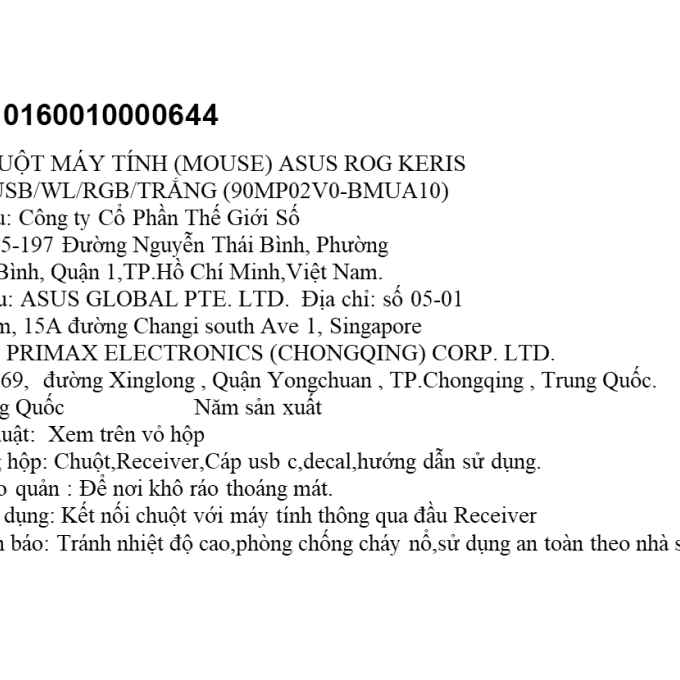 0160010000644
UỘT MÁY TÍNH (MOUSE) ASUS ROG KERIS
USB/WL/RGB/TRẮNG (90MP02V0-BMUA10)
u: Công ty Cổ Phần Thế Giới Số
5-197 Đường Nguyễn Thái Bình, Phường
Bình, Quận 1,TP.Hồ Chí Minh,Việt Nam.
u: ASUS GLOBAL PTE. LTD. Địa chỉ: số 05-01
m, 15A đường Changi south Ave 1, Singapore
PRIMAX ELECTRONICS (CHONGQING) CORP. LTD.
69, đường Xinglong , Quận Yongchuan , TP.Chongqing , Trung Quốc.
g Quốc Năm sản xuất
uật: Xem trên vỏ hộp
g hộp: Chuột,Receiver,Cáp usb c,decal,hướng dẫn sử dụng.
o quản : Để nơi khô ráo thoáng mát.
dụng: Kết nối chuột với máy tính thông qua đầu Receiver
h báo: Tránh nhiệt độ cao,phòng chống cháy nổ,sử dụng an toàn theo nhà s